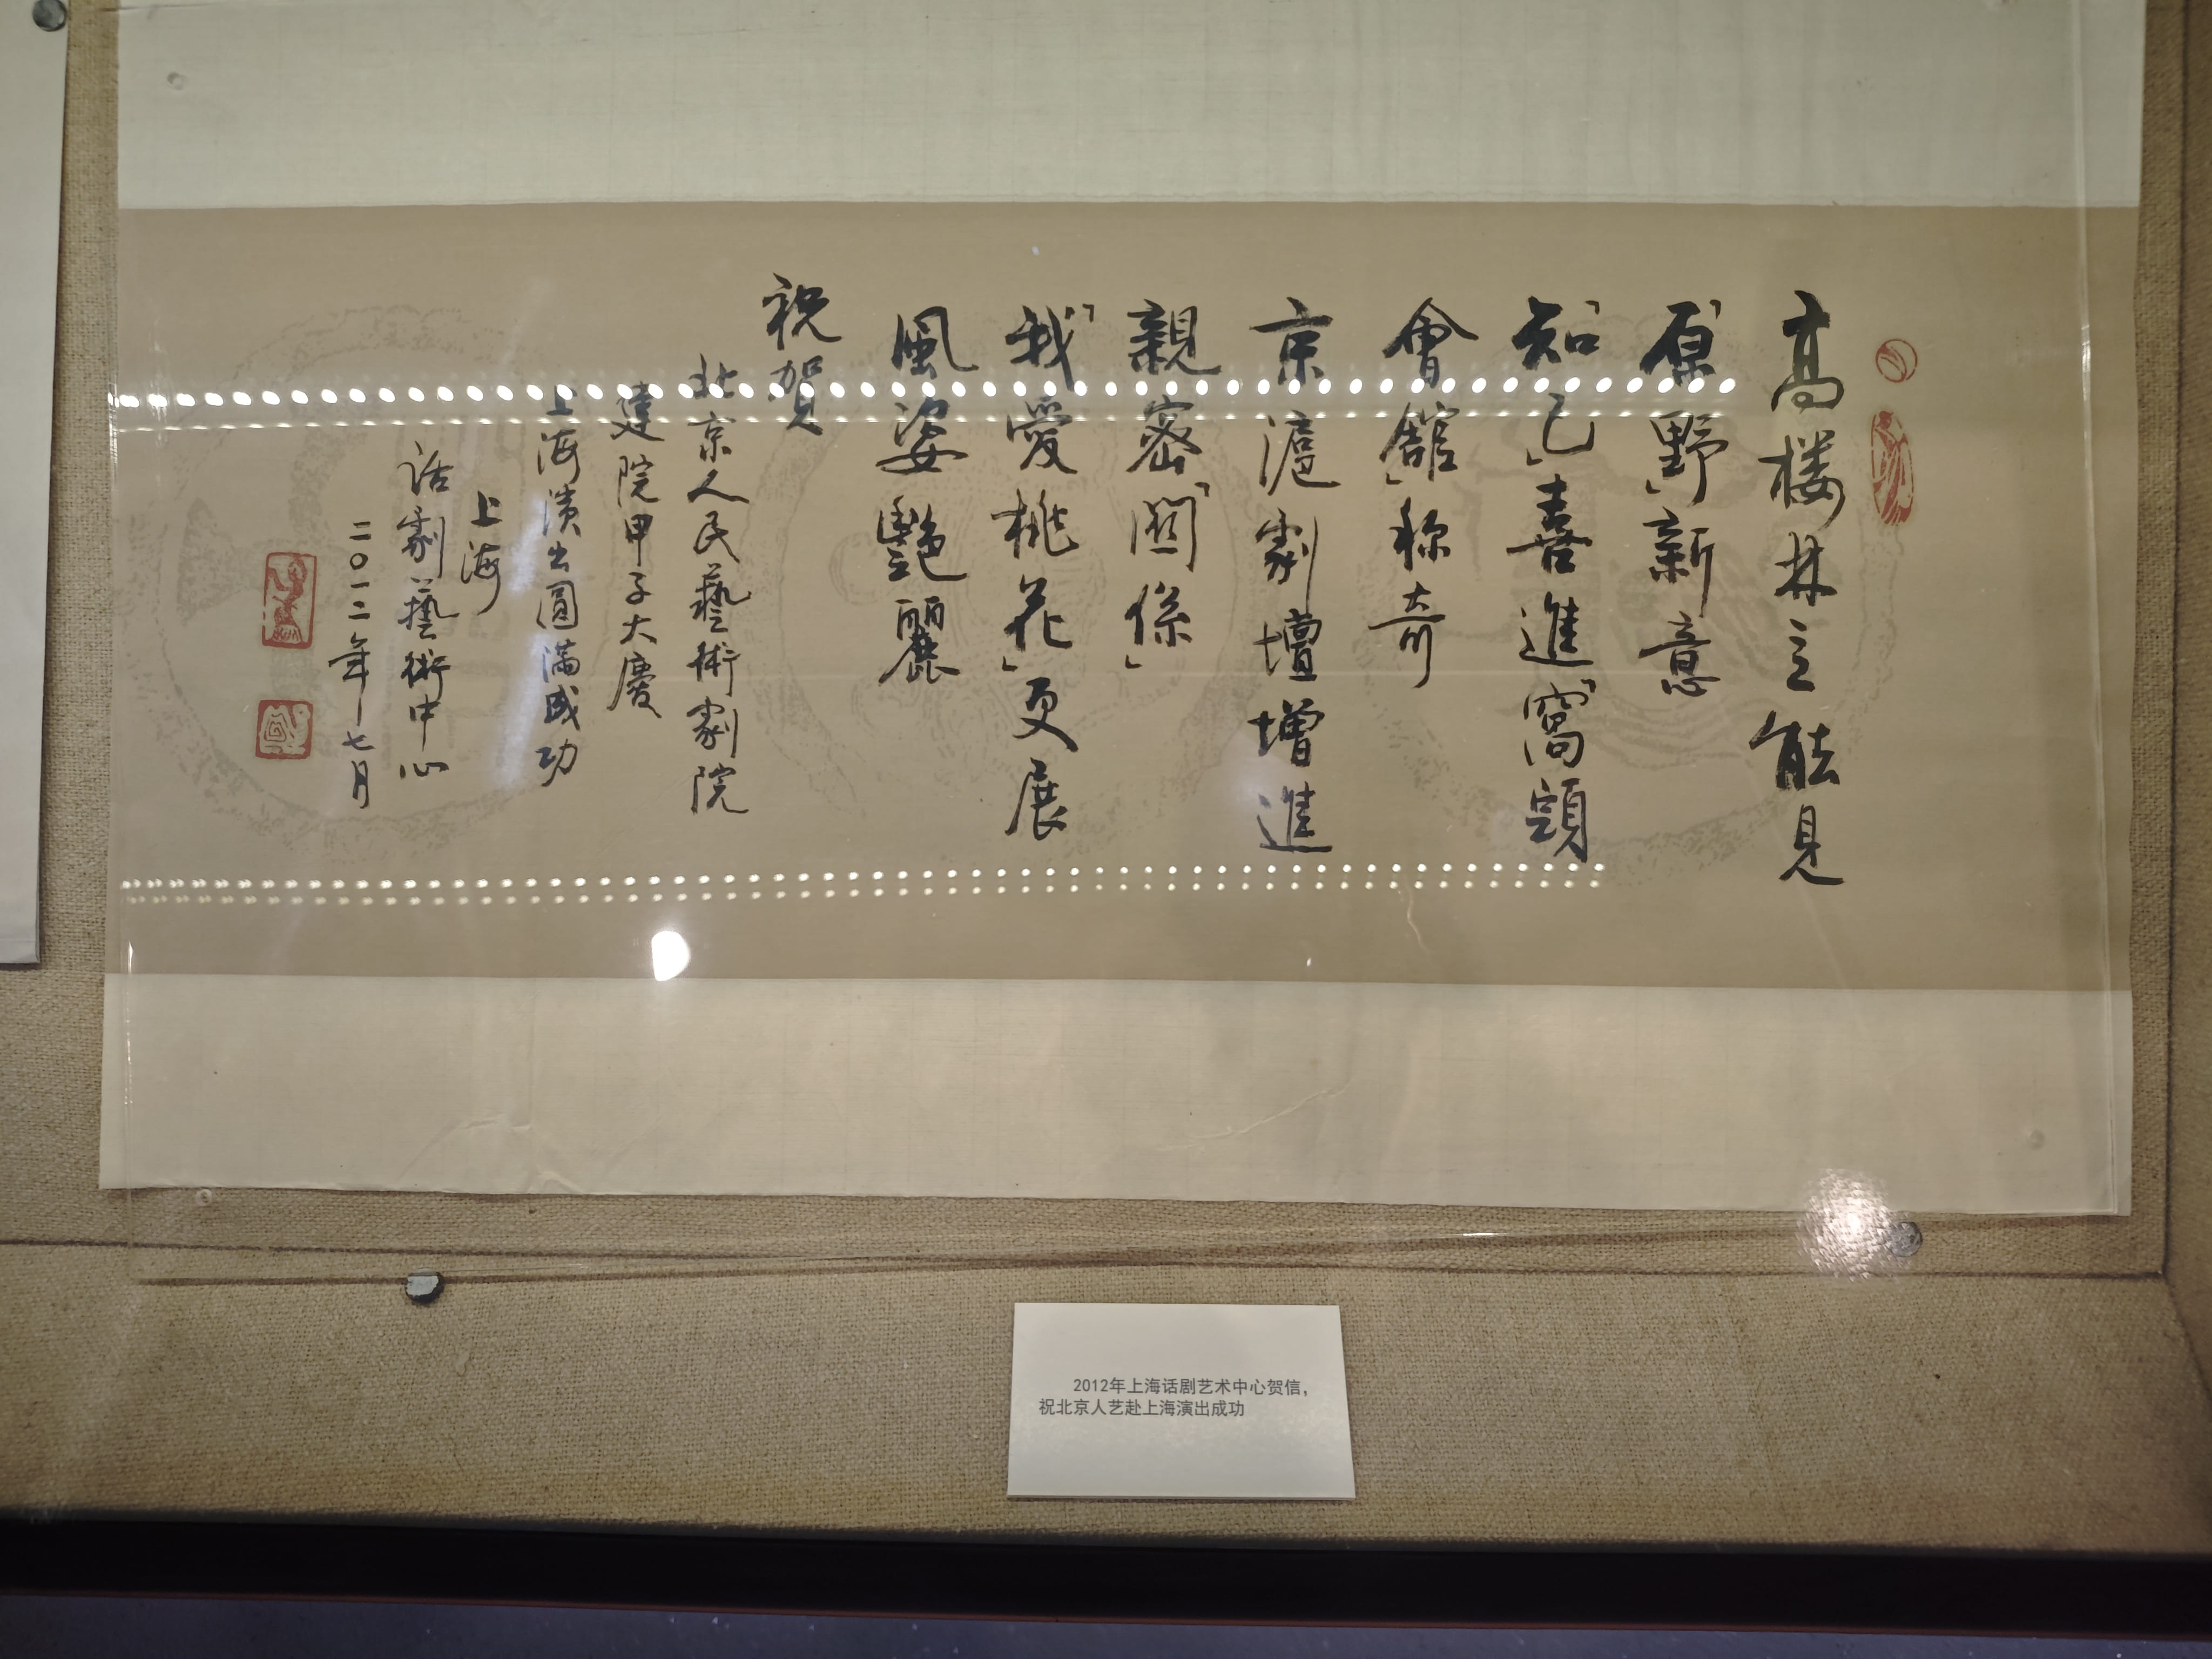 高楼林立能見
「原野」新意
「知己」喜進「窩頭
會館」称奇
京滬劇壇增進
親密「関係」
「我愛桃花」更展
風姿艷麗
祝賀
北京人民藝術劇院
建院甲子大慶
上海演出圓滿成功
上海
話劇藝術中心
二〇一二年七月
2012年上海话剧艺术中心贺信，
祝北京人艺赴上海演出成功